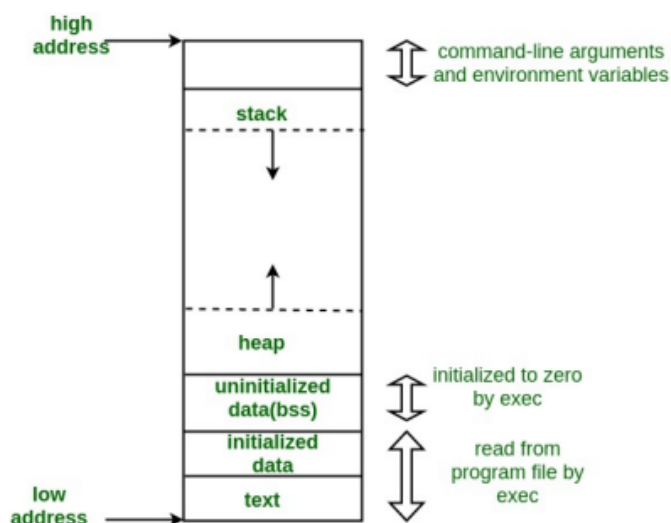 high
address
command-line arguments
and environment variables
stack
heap
uninitialized
data(bss)
initialized to zero
by exec
initialized
data
read from
program file by
exec
text
low
address